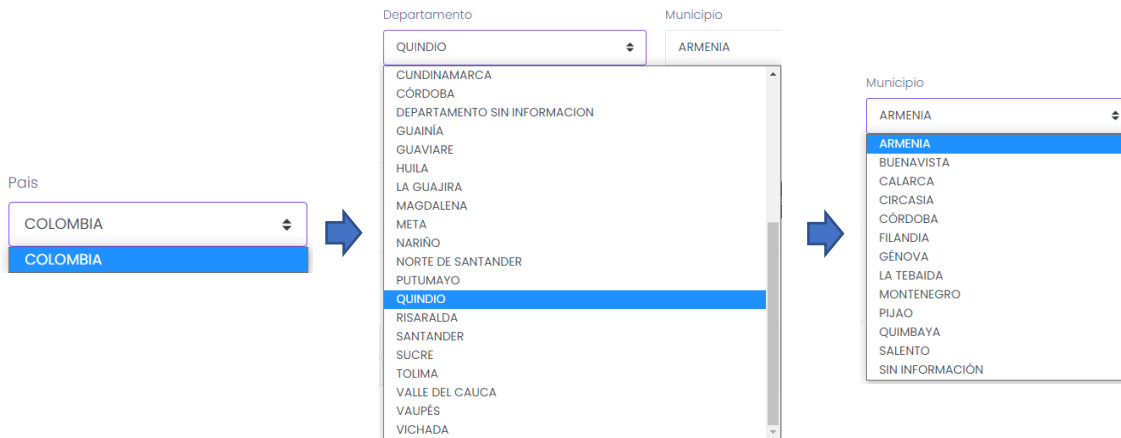 Pais
COLOMBIA
COLOMBIA
Departamento
QUINDIO
CUNDINAMARCA
CÓRDOBA
DEPARTAMENTO SIN INFORMACION
GUAINÍA
GUAVIARE
HUILA
LA GUAJIRA
MAGDALENA
META
NARIÑO
NORTE DE SANTANDER
PUTUMAYO
QUINDIO
RISARALDA
SANTANDER
SUCRE
TOLIMA
VALLE DEL CAUCA
VAUPÉS
VICHADA
Municipio
ARMENIA
Municipio
ARMENIA
ARMENIA
BUENAVISTA
CALARCA
CIRCASIA
CÓRDOBA
FILANDIA
GÉNOVA
LA TEBAIDA
MONTENEGRO
PIJAO
QUIMBAYA
SALENTO
SIN INFORMACIÓN